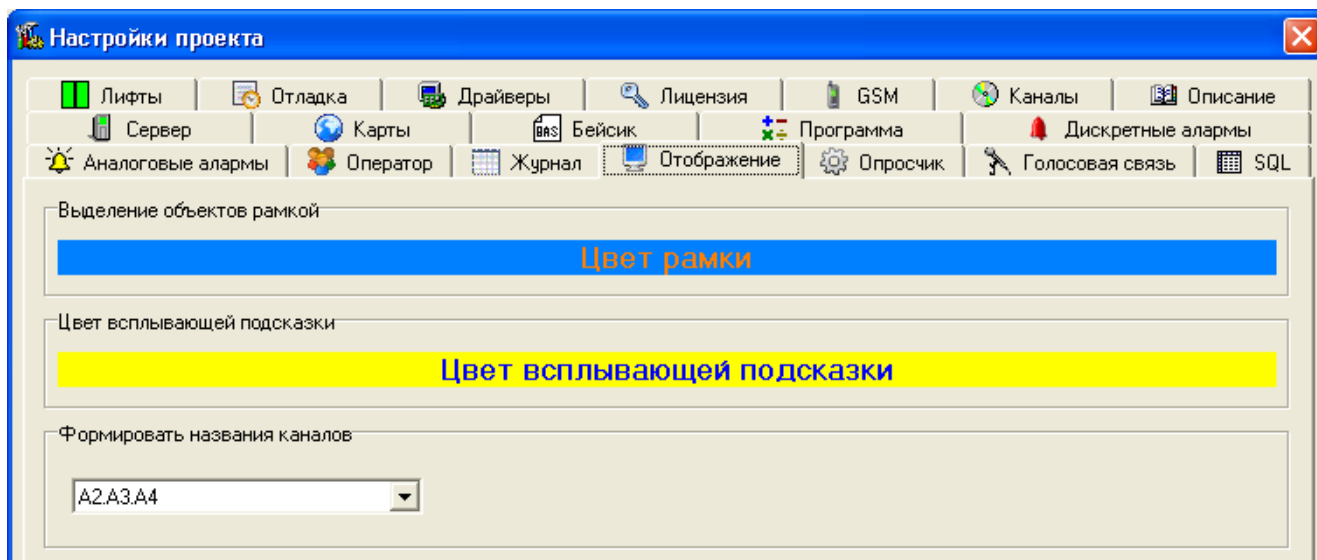 Настройки проекта
Лифты Отладка Драйверы Лицензия GSM Каналы Описание
Сервер Карты BAS Бейсик Программа Дискретные алармы
Аналоговые алармы Оператор Журнал Отображение Опросчик Голосовая связь SQL
Выделение объектов рамкой
Цвет рамки
Цвет всплывающей подсказки
Цвет всплывающей подсказки
Формировать названия каналов
A2.A3.A4